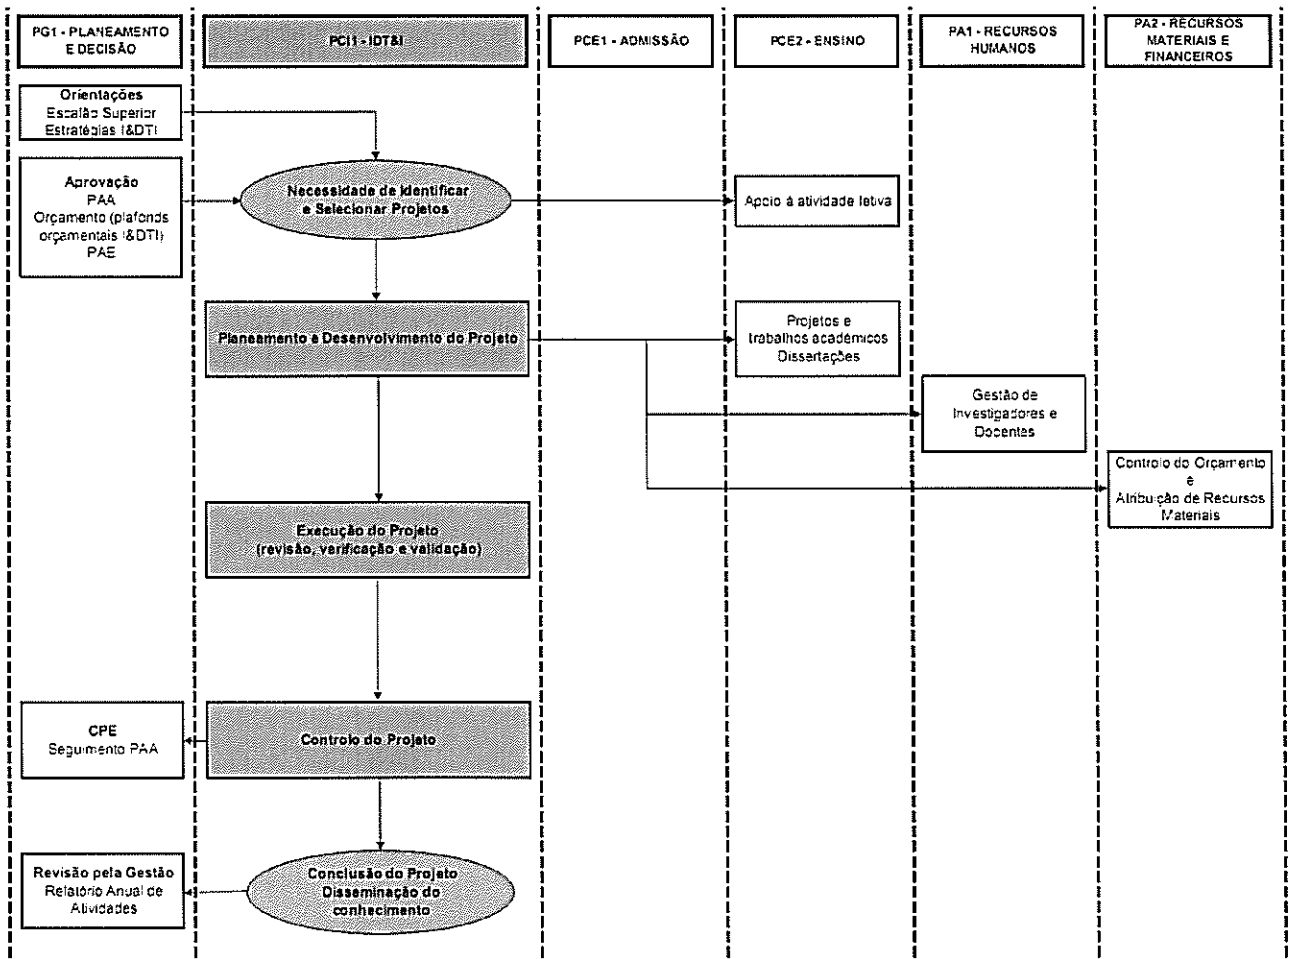 PG1 - PLANEAMENTO
E DECISÃO
PCI1 - IDT&I
PCE1 - ADMISSÃO
PCE2 - ENSINO
PA1 - RECURSOS
HUMANOS
PA2 - RECURSOS
MATERIAIS E
FINANCEIROS
Orientações
Escalão Superior
Estratégias I&DTI
Aprovação
PAA
Orçamento (plafonds
orçamentais I&DTI)
PAE
Necessidade de Identificar
e Selecionar Projetos
Apoio à atividade letiva
Planeamento e Desenvolvimento do Projeto
Projetos e
trabalhos académicos
Dissertações
Gestão de
Investigadores e
Docentes
Controlo do Orçamento
e
Atribuição de Recursos
Materiais
Execução do Projeto
(revisão, verificação e validação)
CPE
Seguimento PAA
Controlo do Projeto
Revisão pela Gestão
Relatório Anual de
Atividades
Conclusão do Projeto
Disseminação do
conhecimento